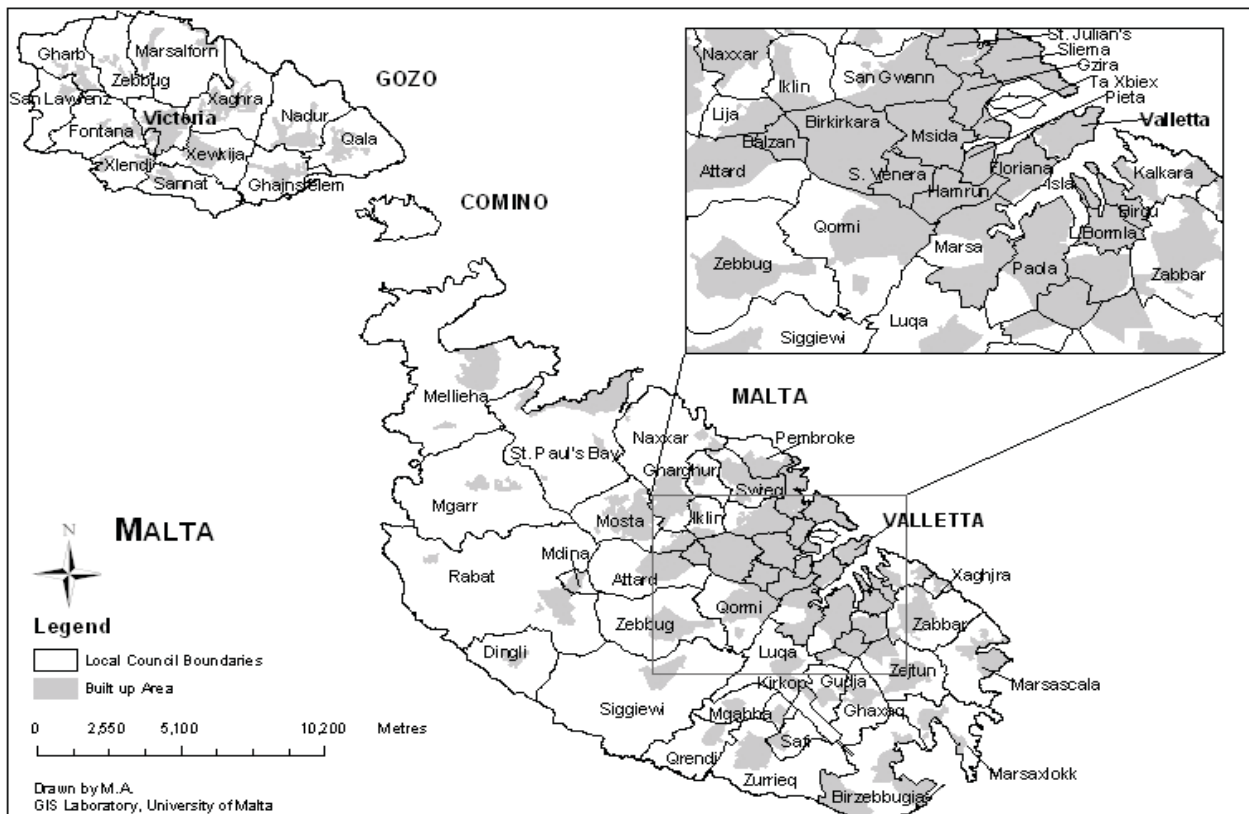 Gharb
Marsalforn
Zebbug
San Lawrenz
Xaghra
GOZO
Fontana
Victoria
Nadur
Qala
Xlendi
Xewkija
Sannat
Ghajnsielem
COMINO
Naxxar
Iklin
San Gwann
St. Julian's
Sliema
Gzira
Ta Xbiex
Pieta
Valletta
Lija
Birkirkara
Msida
Balzan
Attard
S. Venera
Hamrun
Floriana
Isla
Kalkara
Birgu
L Bormla
Qormi
Marsa
Zebbug
Paola
Zabbar
Luqa
Siggiewi
Mellieha
MALTA
Naxxar
Pembroke
St. Paul's Bay
Gharghur
Swieqi
Mgarr
Mosta
Iklin
VALLETTA
N
MALTA
Mdina
Rabat
Attard
Xaghjra
Zebbug
Qormi
Zabbar
Dingli
Luqa
Zejtun
Marsascala
Kirkop
Gudja
Siggiewi
Mqabba
Ghaxaq
Safi
Qrendi
Zurrieq
Marsaxlokk
Birzebbugia
Legend
Local Council Boundaries
Built up Area
0 2,550 5,100 10,200 Metres
Drawn by M.A.
GIS Laboratory, University of Malta